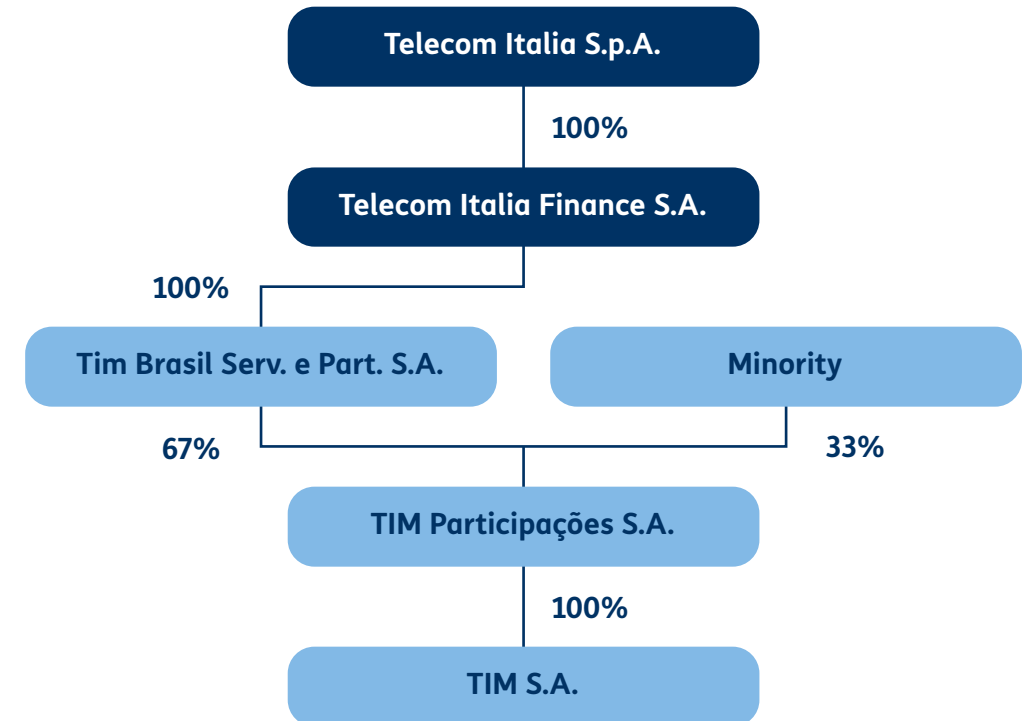 Telecom Italia S.p.A.
100%
Telecom Italia Finance S.A.
100%
Tim Brasil Serv. e Part. S.A.
Minority
67%
33%
TIM Participações S.A.
100%
TIM S.A.